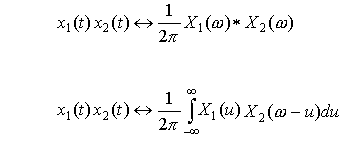 x₁(t) x₂(t) ↔ 1/2π X₁(ω) * X₂(ω)
x₁(t) x₂(t) ↔ 1/2π ∫₋∞^∞ X₁(u) X₂(ω − u)du